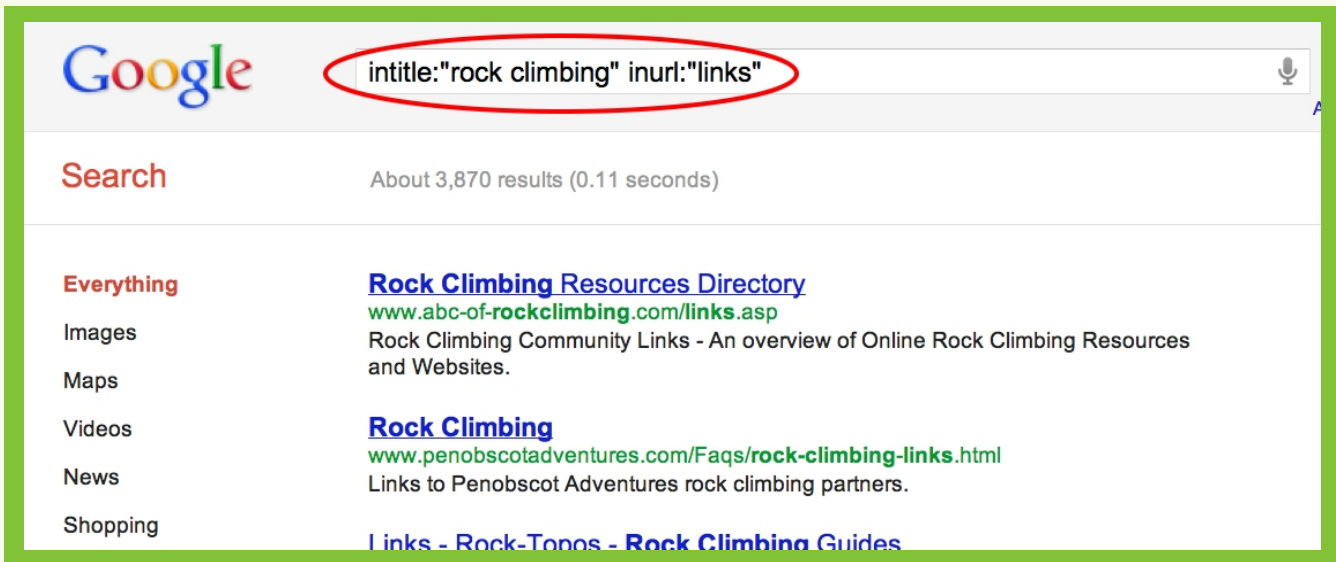 Google
intitle:"rock climbing" inurl:"links"
Search
About 3,870 results (0.11 seconds)
Everything
Images
Maps
Videos
News
Shopping
Rock Climbing Resources Directory
www.abc-of-rockclimbing.com/links.asp
Rock Climbing Community Links - An overview of Online Rock Climbing Resources
and Websites.
Rock Climbing
www.penobscotadventures.com/Faqs/rock-climbing-links.html
Links to Penobscot Adventures rock climbing partners.
Links - Rock-Topos - Rock Climbing Guides